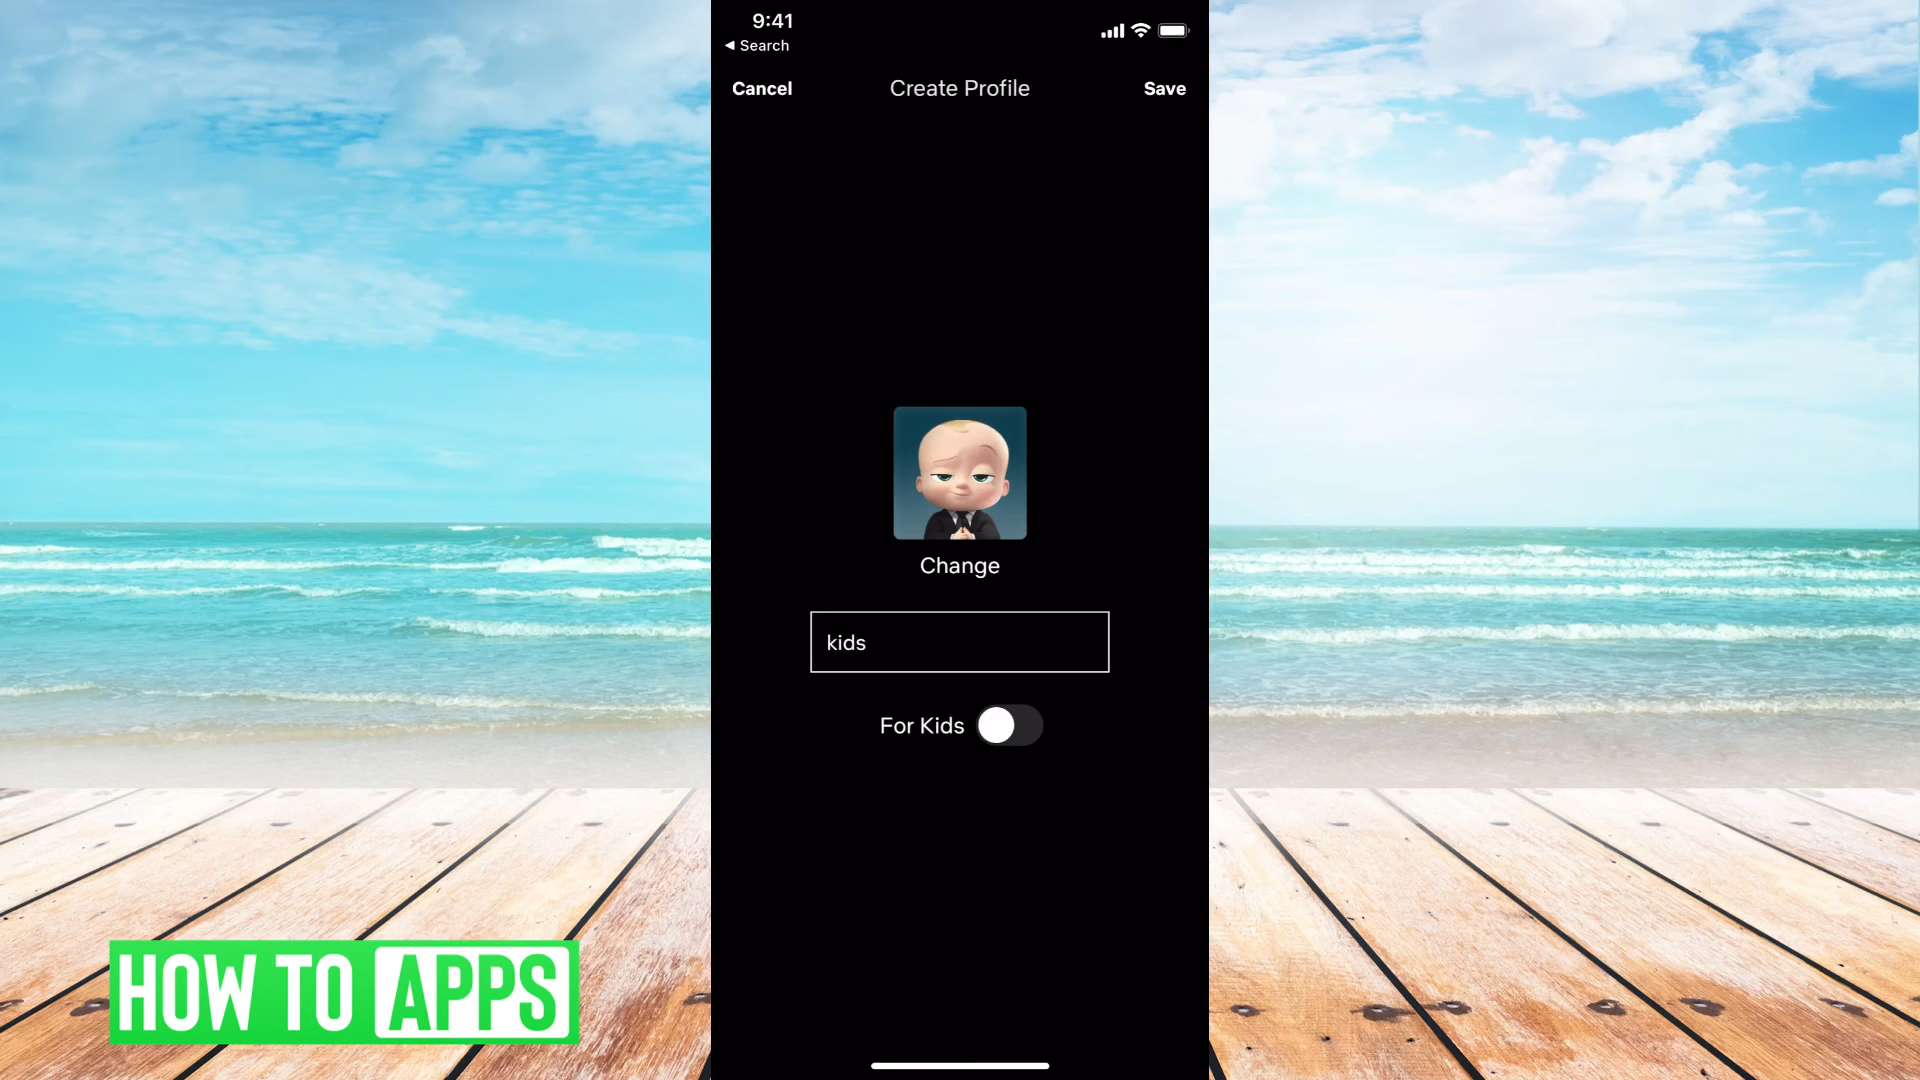 9:41
◀ Search
Cancel
Create Profile
Save
Change
kids
For Kids
HOW TO APPS